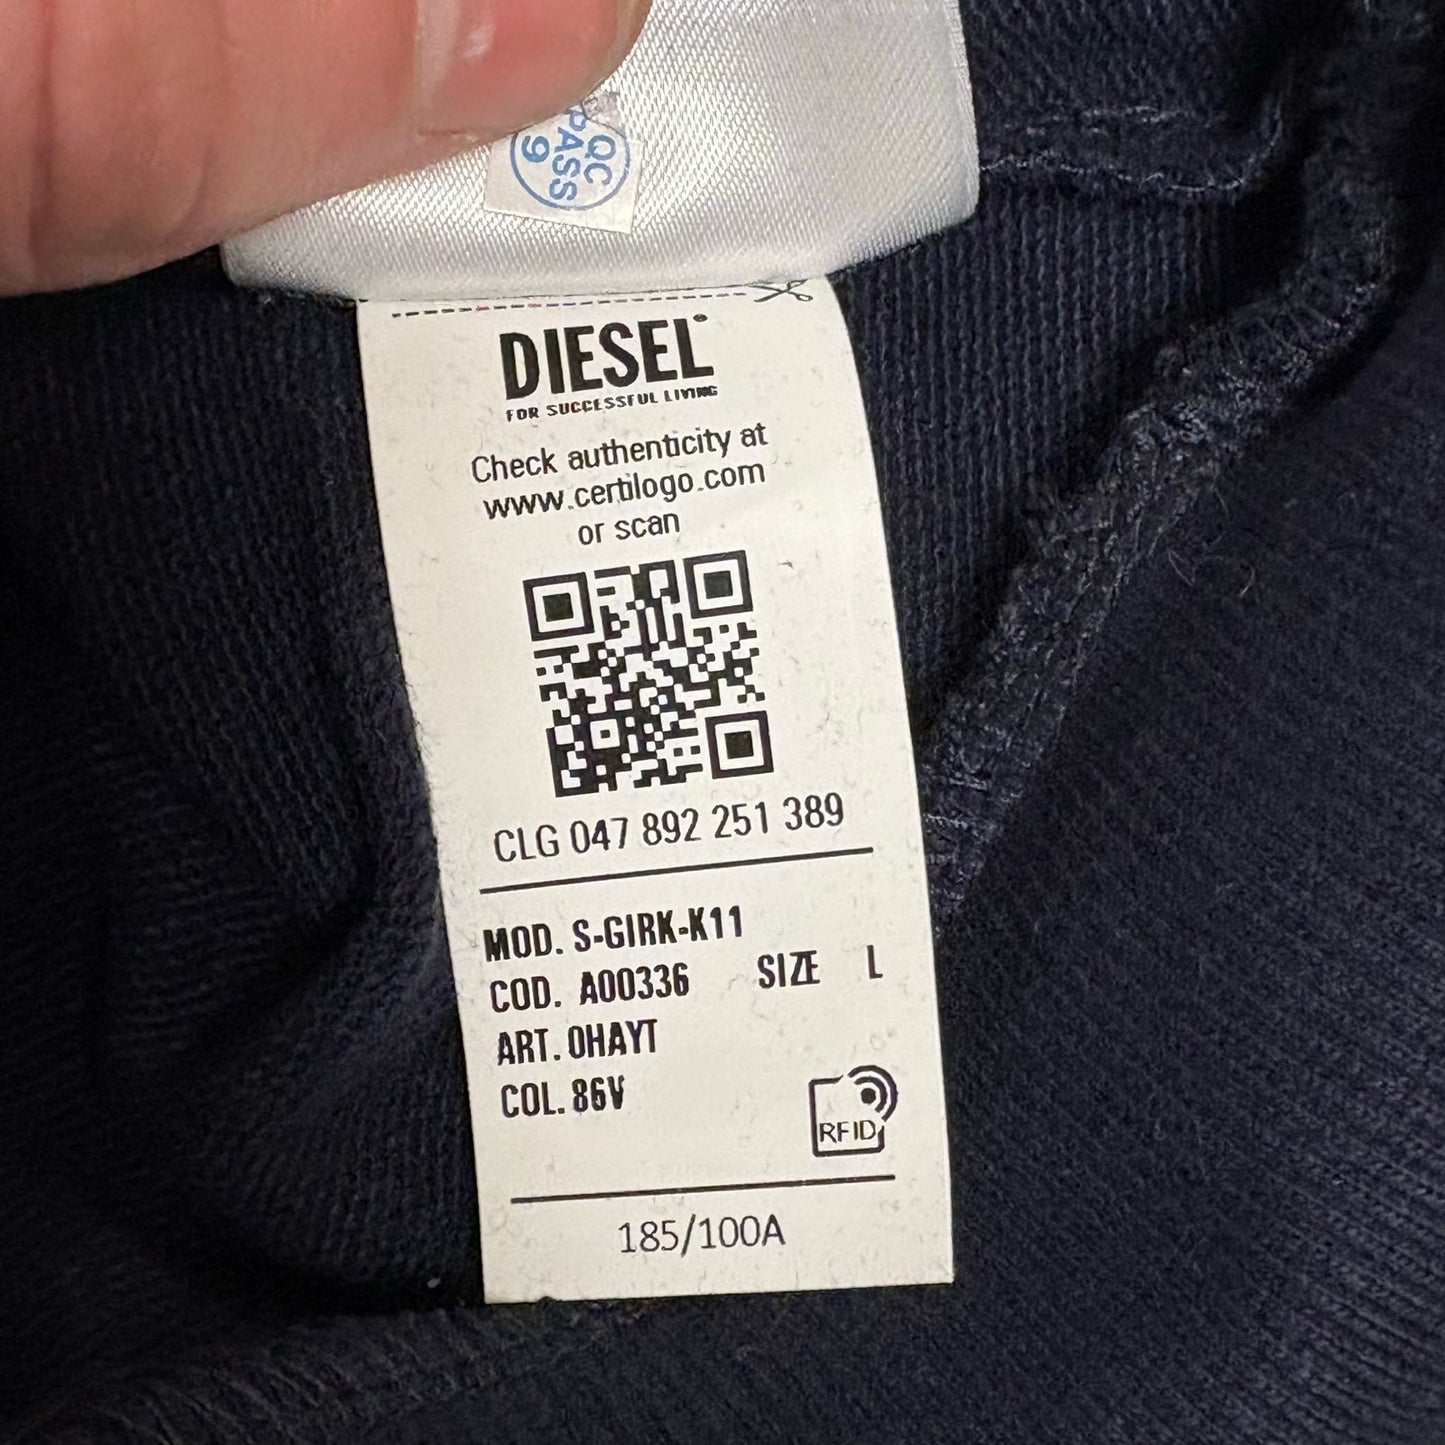 QC
PASS
9
DIESEL
FOR SUCCESSFUL LIVING
Check authenticity at
www.certilogo.com
or scan
CLG 047 892 251 389
MOD. S-GIRK-K11
COD. A00336 SIZE L
ART. 0HAYT
COL. 86V
RFID
185/100A